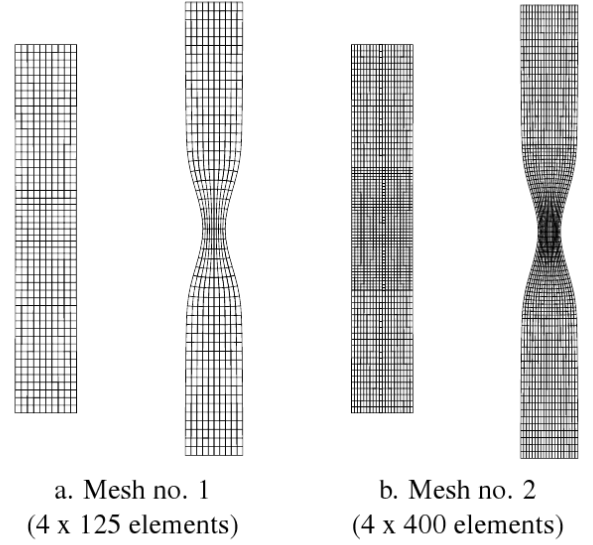 a. Mesh no. 1
(4 x 125 elements)
b. Mesh no. 2
(4 x 400 elements)